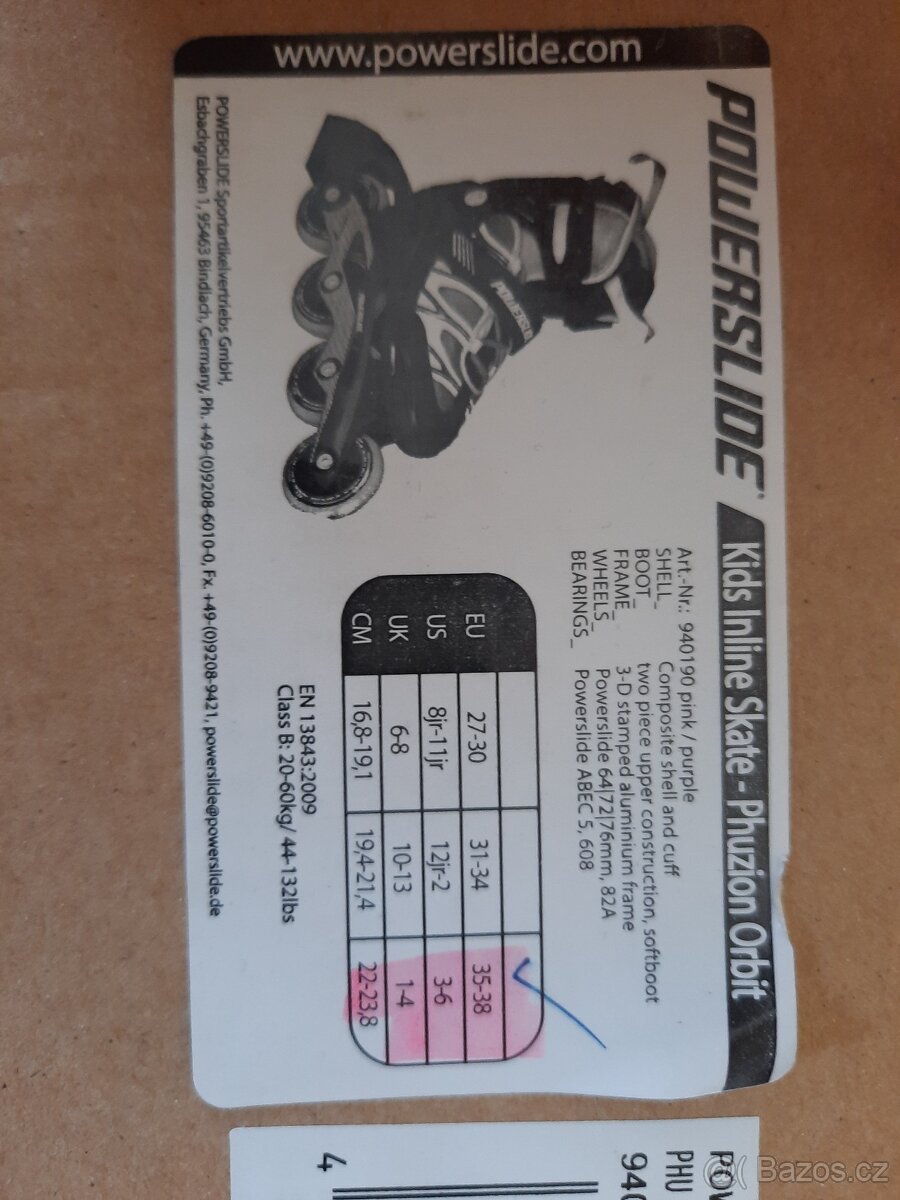 www.powerslide.com
POWERSLIDE
Kids Inline Skate - Phuzion Orbit
POWERSLIDE
Art.-Nr.: 940190 pink / purple
SHELL_ Composite shell and cuff
BOOT_ two piece upper construction, softboot
FRAME_ 3-D stamped aluminium frame
WHEELS_ Powerslide 64|72|76mm, 82A
BEARINGS_ Powerslide ABEC 5, 608
EU 27-30 31-34 35-38
US 8jr-11jr 12jr-2 3-6
UK 6-8 10-13 1-4
CM 16,8-19,1 19,4-21,4 22-23,8
EN 13843:2009
Class B: 20-60kg/ 44-132lbs
POWERSLIDE Sportartikelvertriebs GmbH,
Esbachgraben 1, 95463 Bindlach, Germany, Ph. +49-(0)9208-6010-0, Fx. +49-(0)9208-9421, powerslide@powerslide.de
POW
PHU
940
4
@ Bazos.cz